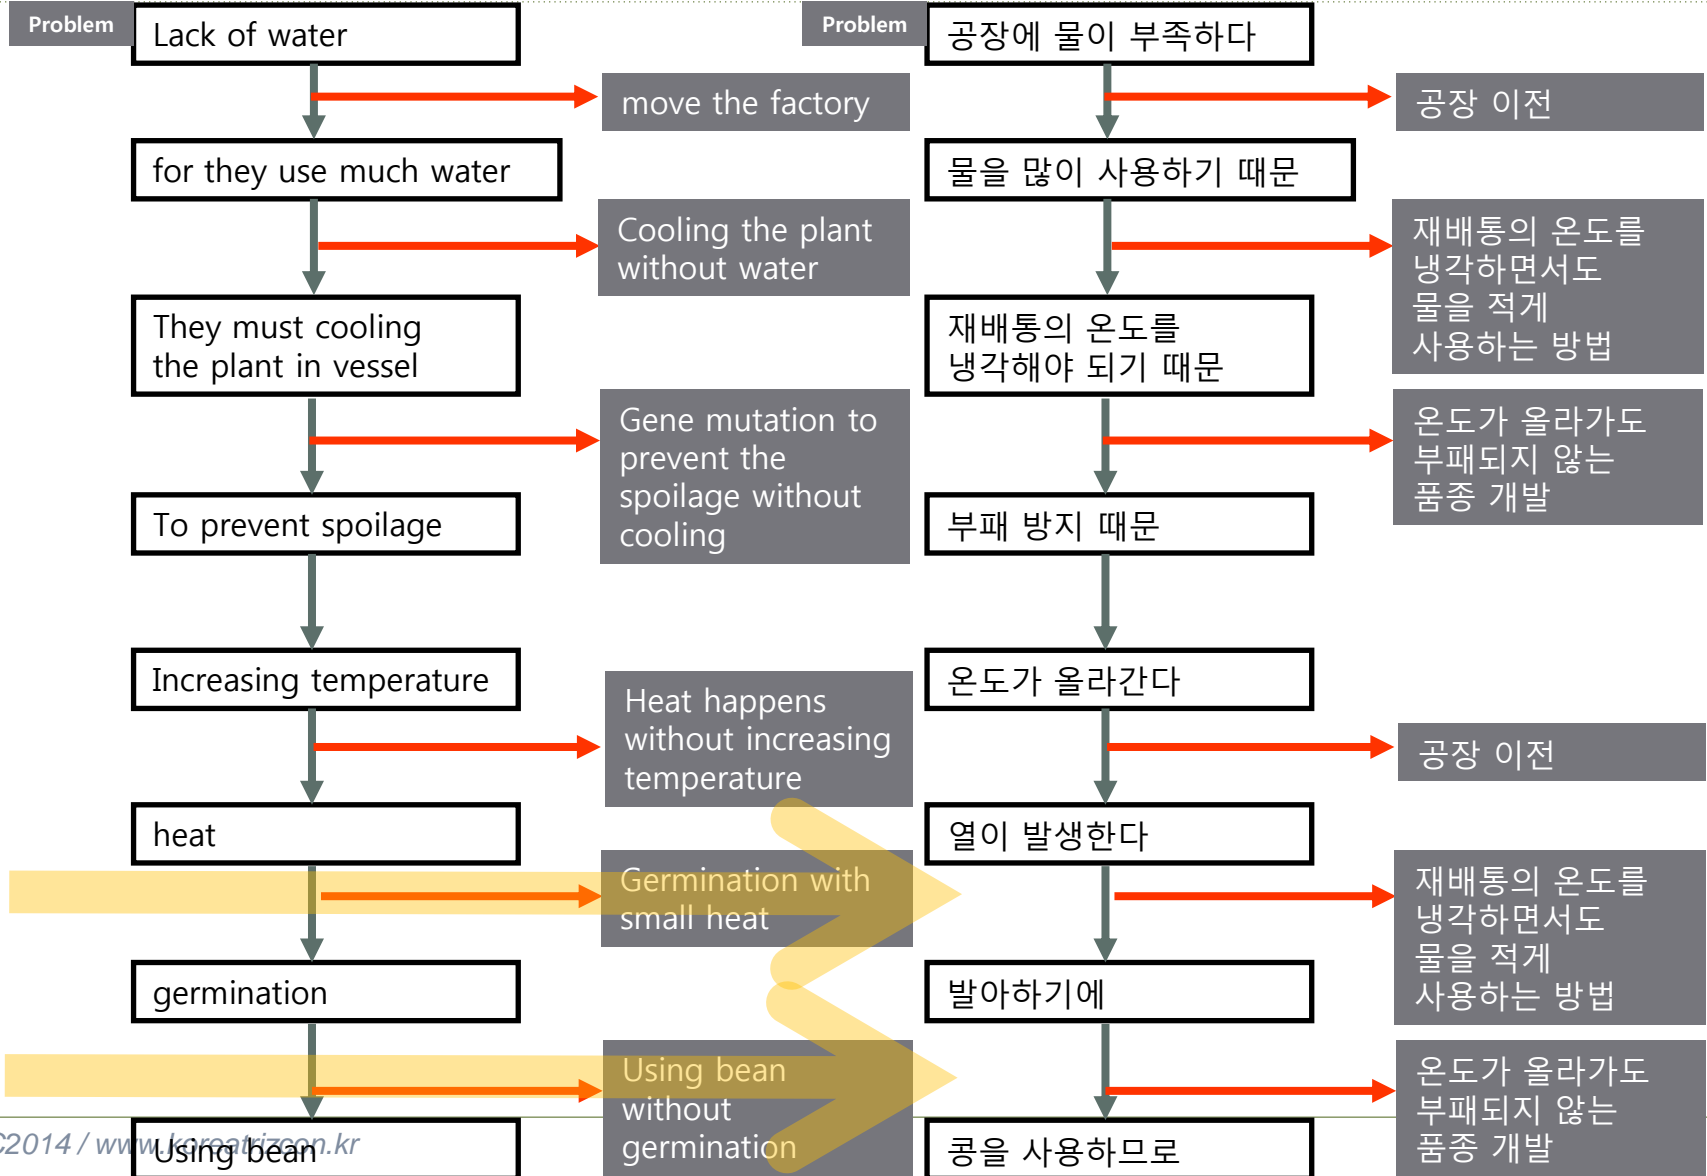 Problem
Lack of water
move the factory
for they use much water
Cooling the plant
without water
They must cooling
the plant in vessel
Gene mutation to
prevent the
spoilage without
cooling
To prevent spoilage
Increasing temperature
Heat happens
without increasing
temperature
heat
Germination with
small heat
germination
Using bean
without
germination
Using bean
Problem
공장에 물이 부족하다
공장 이전
물을 많이 사용하기 때문
재배통의 온도를
냉각하면서도
물을 적게
사용하는 방법
재배통의 온도를
냉각해야 되기 때문
온도가 올라가도
부패되지 않는
품종 개발
부패 방지 때문
온도가 올라간다
공장 이전
열이 발생한다
재배통의 온도를
냉각하면서도
물을 적게
사용하는 방법
발아하기에
온도가 올라가도
부패되지 않는
품종 개발
콩을 사용하므로
2014 / www.koreatrizcon.kr